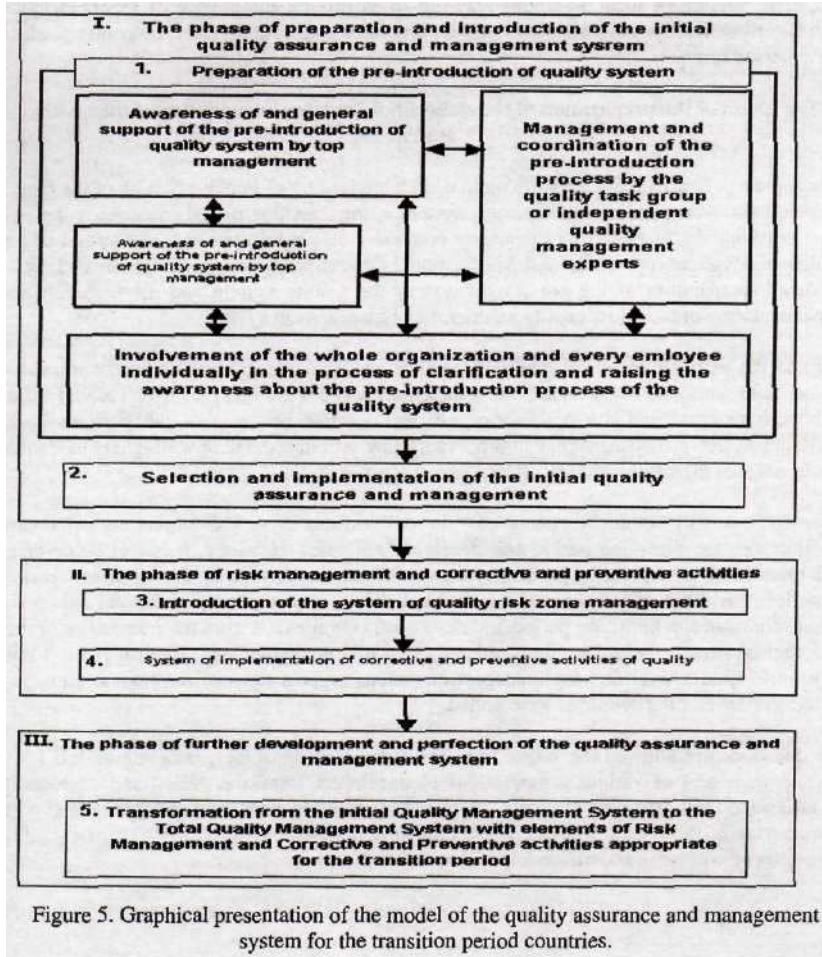 I. The phase of preparation and introduction of the initial
quality assurance and management sysrem
1. Preparation of the pre-introduction of quality system
Awareness of and general
support of the pre-introduction of
quality system by top
management
Management and
coordination of the
pre-introduction
process by the
quality task group
or independent
quality
management
experts
Awareness of and general
support of the pre-introduction
of quality system by top
management
Involvement of the whole organization and every emloyee
individually in the process of clarification and raising the
awareness about the pre-introduction process of the
quality system
2. Selection and implementation of the initial quality
assurance and management
II. The phase of risk management and corrective and preventive activities
3. Introduction of the system of quality risk zone management
4. System of implementation of corrective and preventive activities of quality
III. The phase of further development and perfection of the quality assurance and
management system
5. Transformation from the Initial Quality Management System to the
Total Quality Management System with elements of Risk
Management and Corrective and Preventive activities appropriate
for the transition period
Figure 5. Graphical presentation of the model of the quality assurance and management
system for the transition period countries.